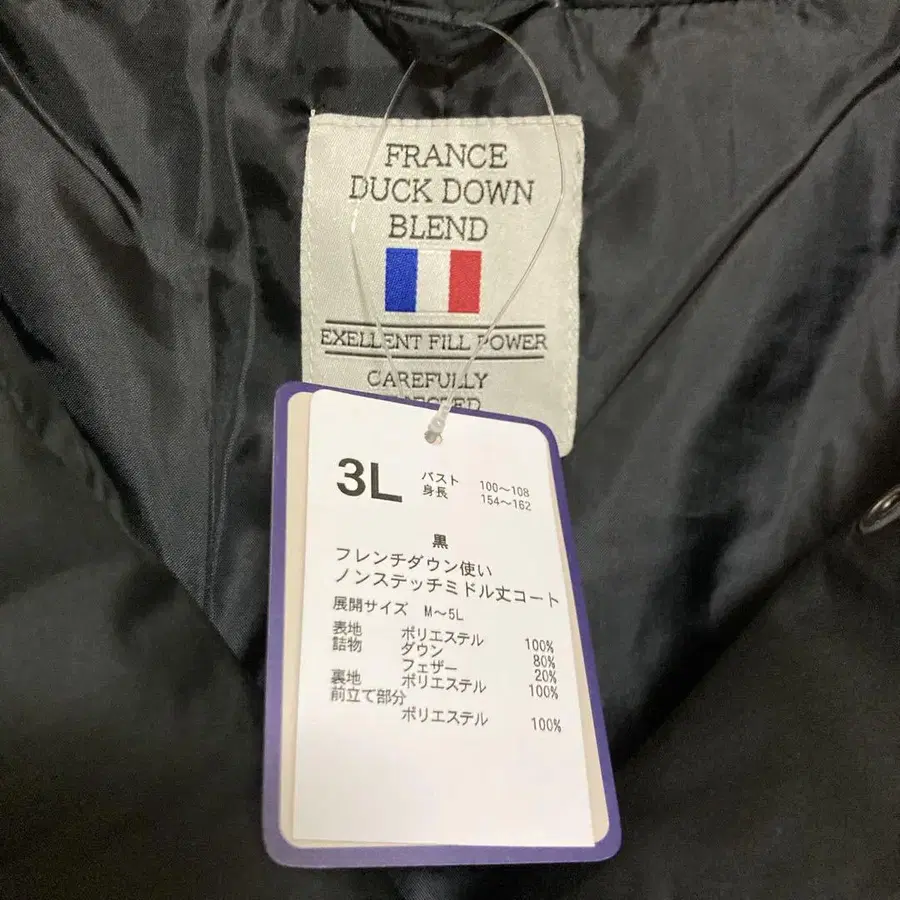 FRANCE
DUCK DOWN
BLEND
EXELLENT FILL POWER
CAREFULLY
3L
バスト 100～108
身長 154～162
黒
フレンチダウン使い
ノンステッチミドル丈コート
展開サイズ M～5L
表地 ポリエステル 100%
詰物 ダウン 80%
フェザー 20%
裏地 ポリエステル 100%
前立て部分
ポリエステル 100%